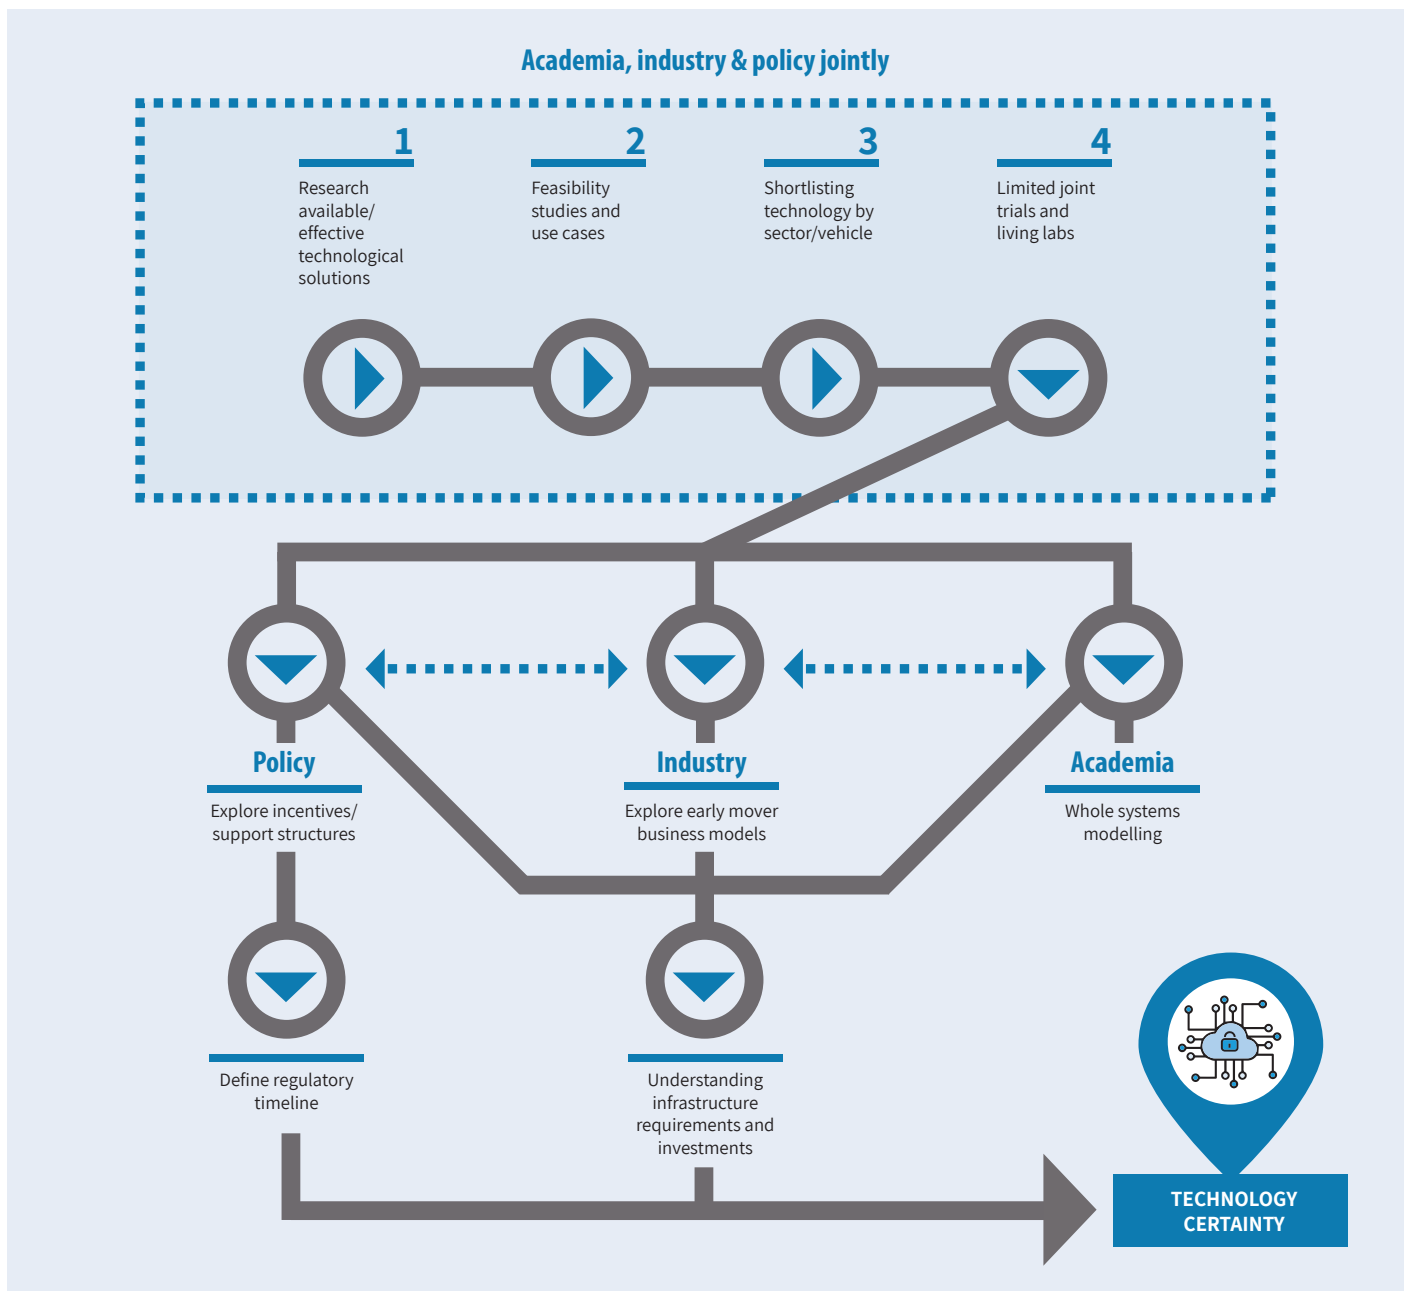 Academia, industry & policy jointly
1
Research
available/
effective
technological
solutions
2
Feasibility
studies and
use cases
3
Shortlisting
technology by
sector/vehicle
4
Limited joint
trials and
living labs
Policy
Explore incentives/
support structures
Industry
Explore early mover
business models
Academia
Whole systems
modelling
Define regulatory
timeline
Understanding
infrastructure
requirements and
investments
TECHNOLOGY
CERTAINTY